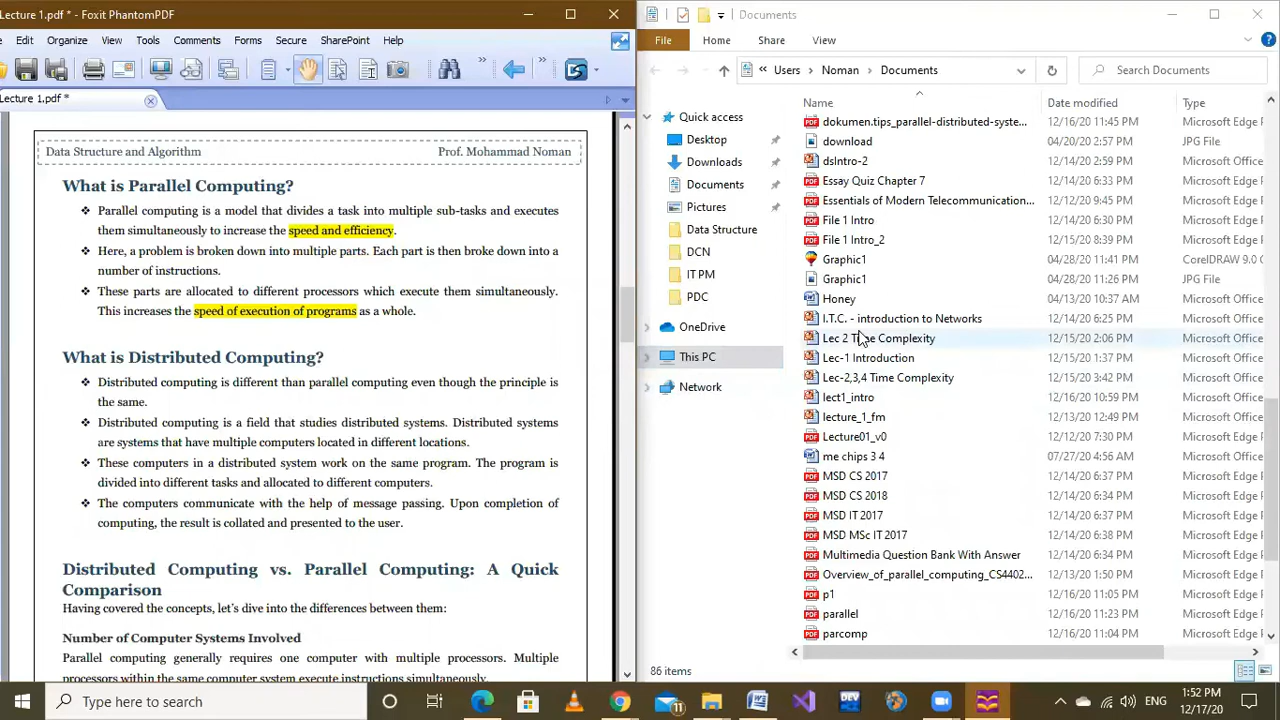 Lecture 1.pdf * - Foxit PhantomPDF
Edit Organize View Tools Comments Forms Secure SharePoint Help
Lecture 1.pdf *
Data Structure and Algorithm Prof. Mohammad Noman
What is Parallel Computing?
❖ Parallel computing is a model that divides a task into multiple sub-tasks and executes
them simultaneously to increase the speed and efficiency.
❖ Here, a problem is broken down into multiple parts. Each part is then broke down into a
number of instructions.
❖ These parts are allocated to different processors which execute them simultaneously.
This increases the speed of execution of programs as a whole.
What is Distributed Computing?
❖ Distributed computing is different than parallel computing even though the principle is
the same.
❖ Distributed computing is a field that studies distributed systems. Distributed systems
are systems that have multiple computers located in different locations.
❖ These computers in a distributed system work on the same program. The program is
divided into different tasks and allocated to different computers.
❖ The computers communicate with the help of message passing. Upon completion of
computing, the result is collated and presented to the user.
Distributed Computing vs. Parallel Computing: A Quick
Comparison
Having covered the concepts, let's dive into the differences between them:
Number of Computer Systems Involved
Parallel computing generally requires one computer with multiple processors. Multiple
processors within the same computer system execute instructions simultaneously.
Documents
File Home Share View
« Users > Noman > Documents
Search Documents
Quick access
Desktop
Downloads
Documents
Pictures
Data Structure
DCN
IT PM
PDC
OneDrive
This PC
Network
Name Date modified Type
dokumen.tips_parallel-distributed-syste... 12/16/20 11:45 PM Microsoft Edge P
download 04/20/20 2:57 PM JPG File
dsIntro-2 12/14/20 2:59 PM Microsoft Office
Essay Quiz Chapter 7 12/14/20 6:33 PM Microsoft Edge P
Essentials of Modern Telecommunication... 12/12/20 9:45 PM Microsoft Edge P
File 1 Intro 12/14/20 6:30 PM Microsoft Office
File 1 Intro_2 12/15/20 8:39 PM Microsoft Office
Graphic1 04/28/20 11:41 PM CorelDRAW 9.0
Graphic1 04/28/20 11:43 PM JPG File
Honey 04/13/20 10:37 AM Microsoft Office
I.T.C. - introduction to Networks 12/14/20 6:25 PM Microsoft Office
Lec 2 Time Complexity 12/15/20 2:06 PM Microsoft Office
Lec-1 Introduction 12/15/20 1:37 PM Microsoft Office
Lec-2,3,4 Time Complexity 12/15/20 3:42 PM Microsoft Office
lect1_intro 12/16/20 10:59 PM Microsoft Office
lecture_1_fm 12/13/20 12:49 PM Microsoft Office
Lecture01_v0 12/12/20 7:30 PM Microsoft Edge P
me chips 3 4 07/27/20 4:56 AM Microsoft Office
MSD CS 2017 12/14/20 6:37 PM Microsoft Edge P
MSD CS 2018 12/14/20 6:34 PM Microsoft Edge P
MSD IT 2017 12/14/20 6:37 PM Microsoft Edge P
MSD MSc IT 2017 12/14/20 6:38 PM Microsoft Edge P
Multimedia Question Bank With Answer 12/14/20 6:34 PM Microsoft Edge P
Overview_of_parallel_computing_CS4402... 12/13/20 1:50 PM Microsoft Edge P
p1 12/16/20 11:05 PM Microsoft Edge P
parallel 12/16/20 11:23 PM Microsoft Edge P
parcomp 12/16/20 11:04 PM Microsoft Edge P
86 items
Type here to search
11
DEV
ENG
1:52 PM
12/17/20